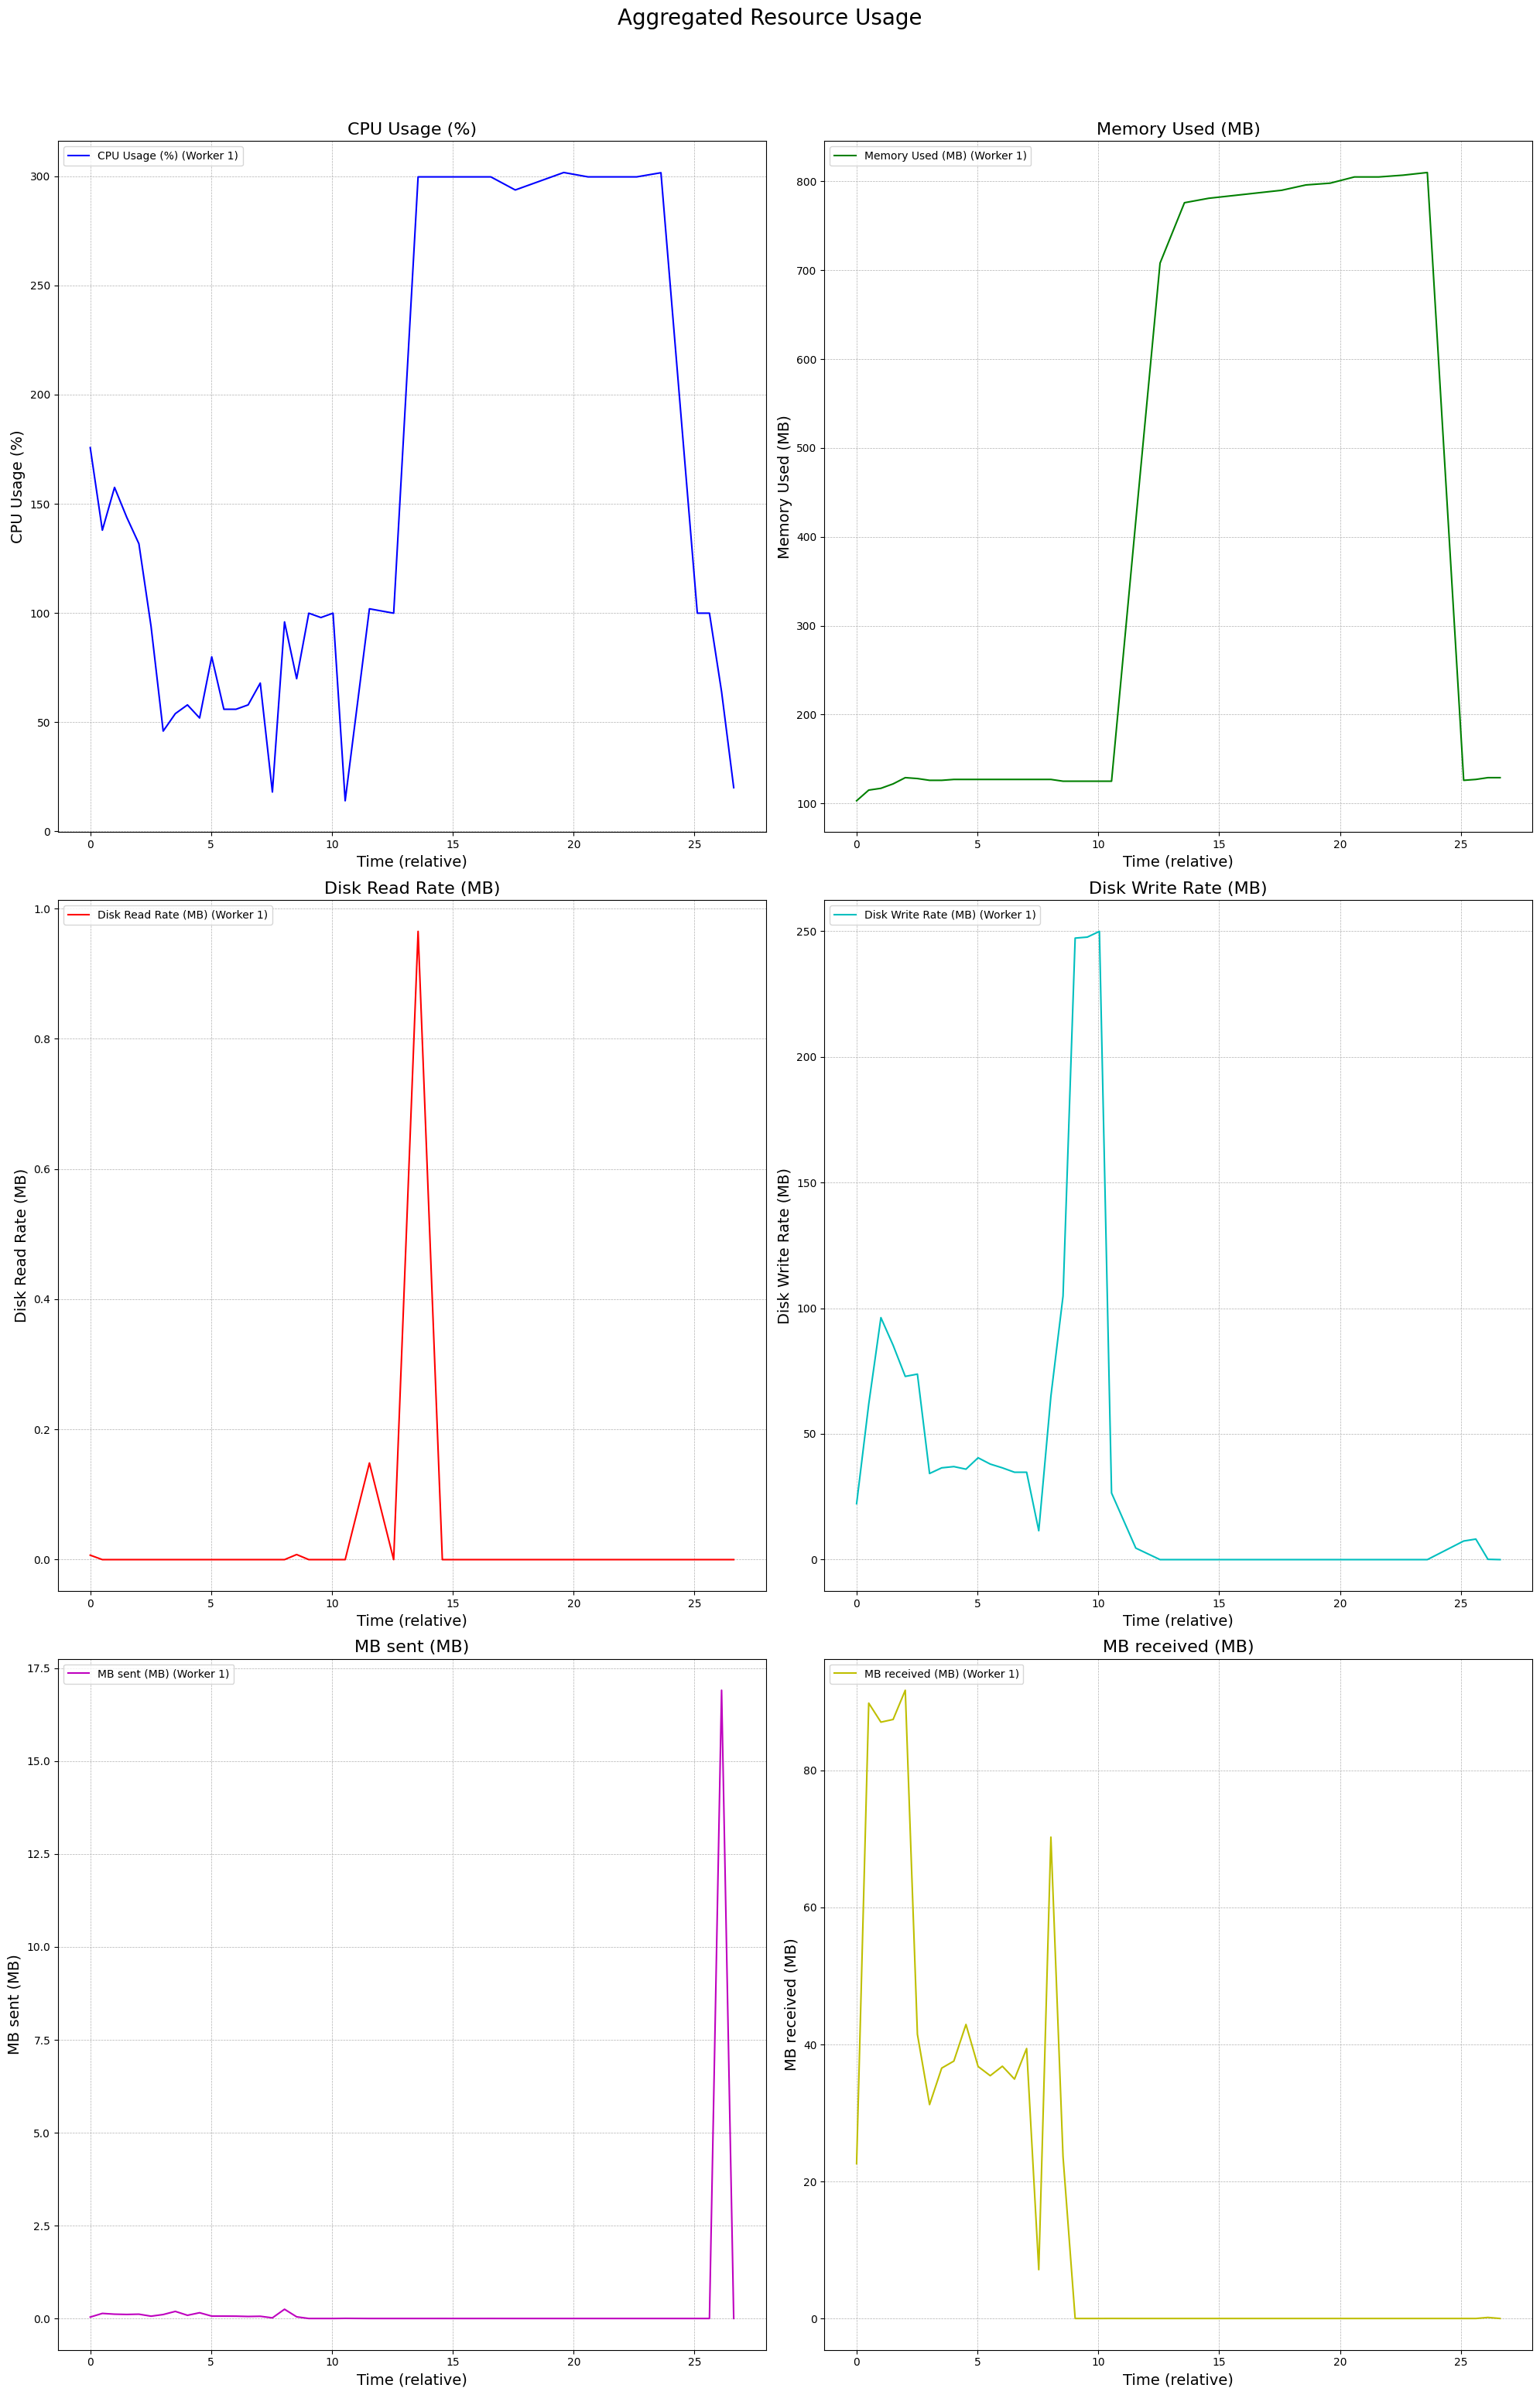 Aggregated Resource Usage
CPU Usage (%)
CPU Usage (%) (Worker 1)
300
250
200
150
100
50
0
CPU Usage (%)
0 5 10 15 20 25
Time (relative)
Memory Used (MB)
Memory Used (MB) (Worker 1)
800
700
600
500
400
300
200
100
Memory Used (MB)
0 5 10 15 20 25
Time (relative)
Disk Read Rate (MB)
Disk Read Rate (MB) (Worker 1)
1.0
0.8
0.6
0.4
0.2
0.0
Disk Read Rate (MB)
0 5 10 15 20 25
Time (relative)
Disk Write Rate (MB)
Disk Write Rate (MB) (Worker 1)
250
200
150
100
50
0
Disk Write Rate (MB)
0 5 10 15 20 25
Time (relative)
MB sent (MB)
MB sent (MB) (Worker 1)
17.5
15.0
12.5
10.0
7.5
5.0
2.5
0.0
MB sent (MB)
0 5 10 15 20 25
Time (relative)
MB received (MB)
MB received (MB) (Worker 1)
80
60
40
20
0
MB received (MB)
0 5 10 15 20 25
Time (relative)